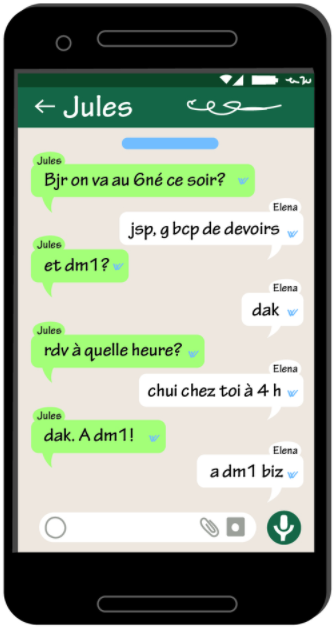 Jules
Jules
Bjr on va au 6né ce soir?
Elena
jsp, g bcp de devoirs
Jules
et dm1?
Elena
dak
Jules
rdv à quelle heure?
Elena
chui chez toi à 4 h
Jules
dak. A dm1!
Elena
a dm1 biz